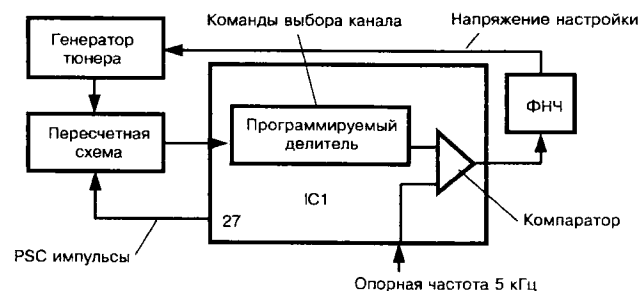 Команды выбора канала
Напряжение настройки
Генератор
тюнера
ФНЧ
Пересчетная
схема
Программируемый
делитель
IC1
27
Компаратор
PSC импульсы
Опорная частота 5 кГц